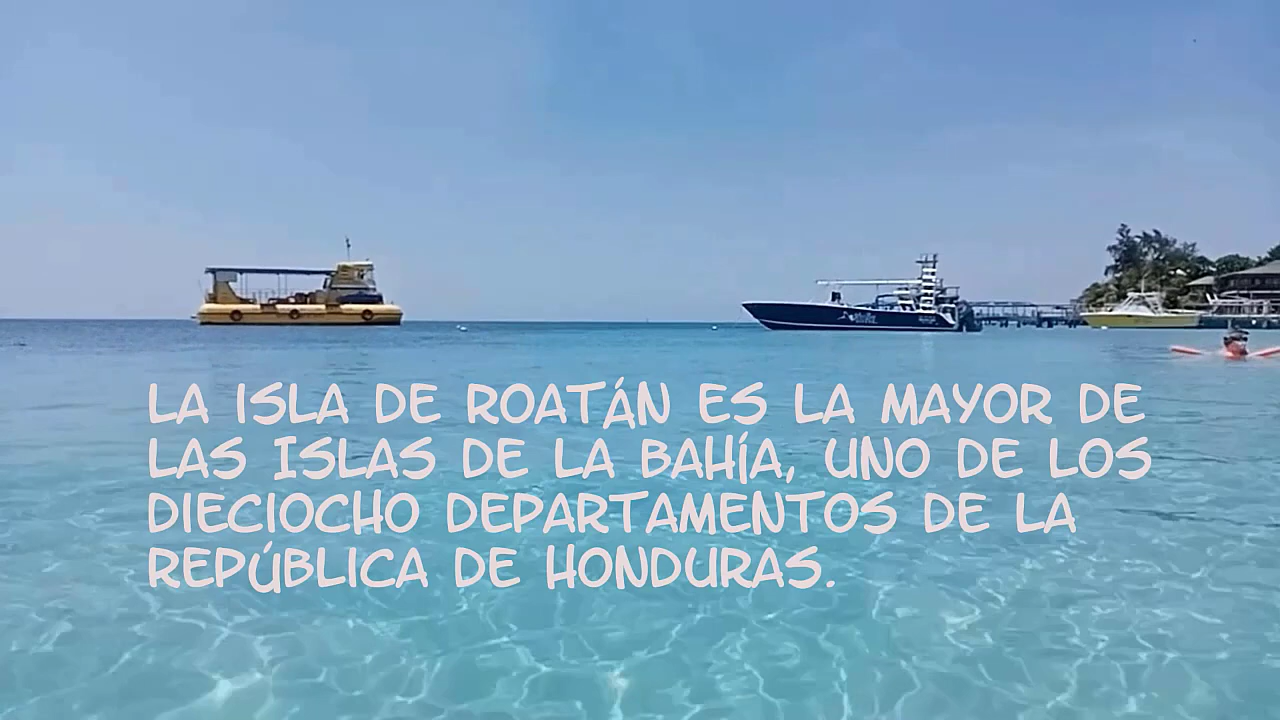 LA ISLA DE ROATÁN ES LA MAYOR DE
LAS ISLAS DE LA BAHÍA, UNO DE LOS
DIECIOCHO DEPARTAMENTOS DE LA
REPÚBLICA DE HONDURAS.